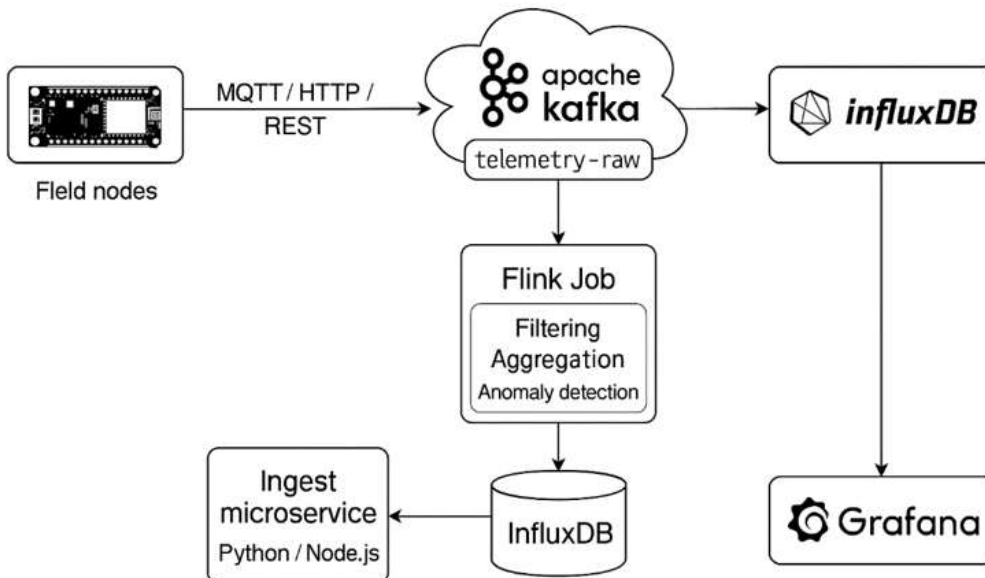 MQTT / HTTP /
REST
Fleld nodes
apache
kafka
telemetry-raw
influxDB
Flink Job
Filtering
Aggregation
Anomaly detection
Ingest
microservice
Python / Node.js
InfluxDB
Grafana